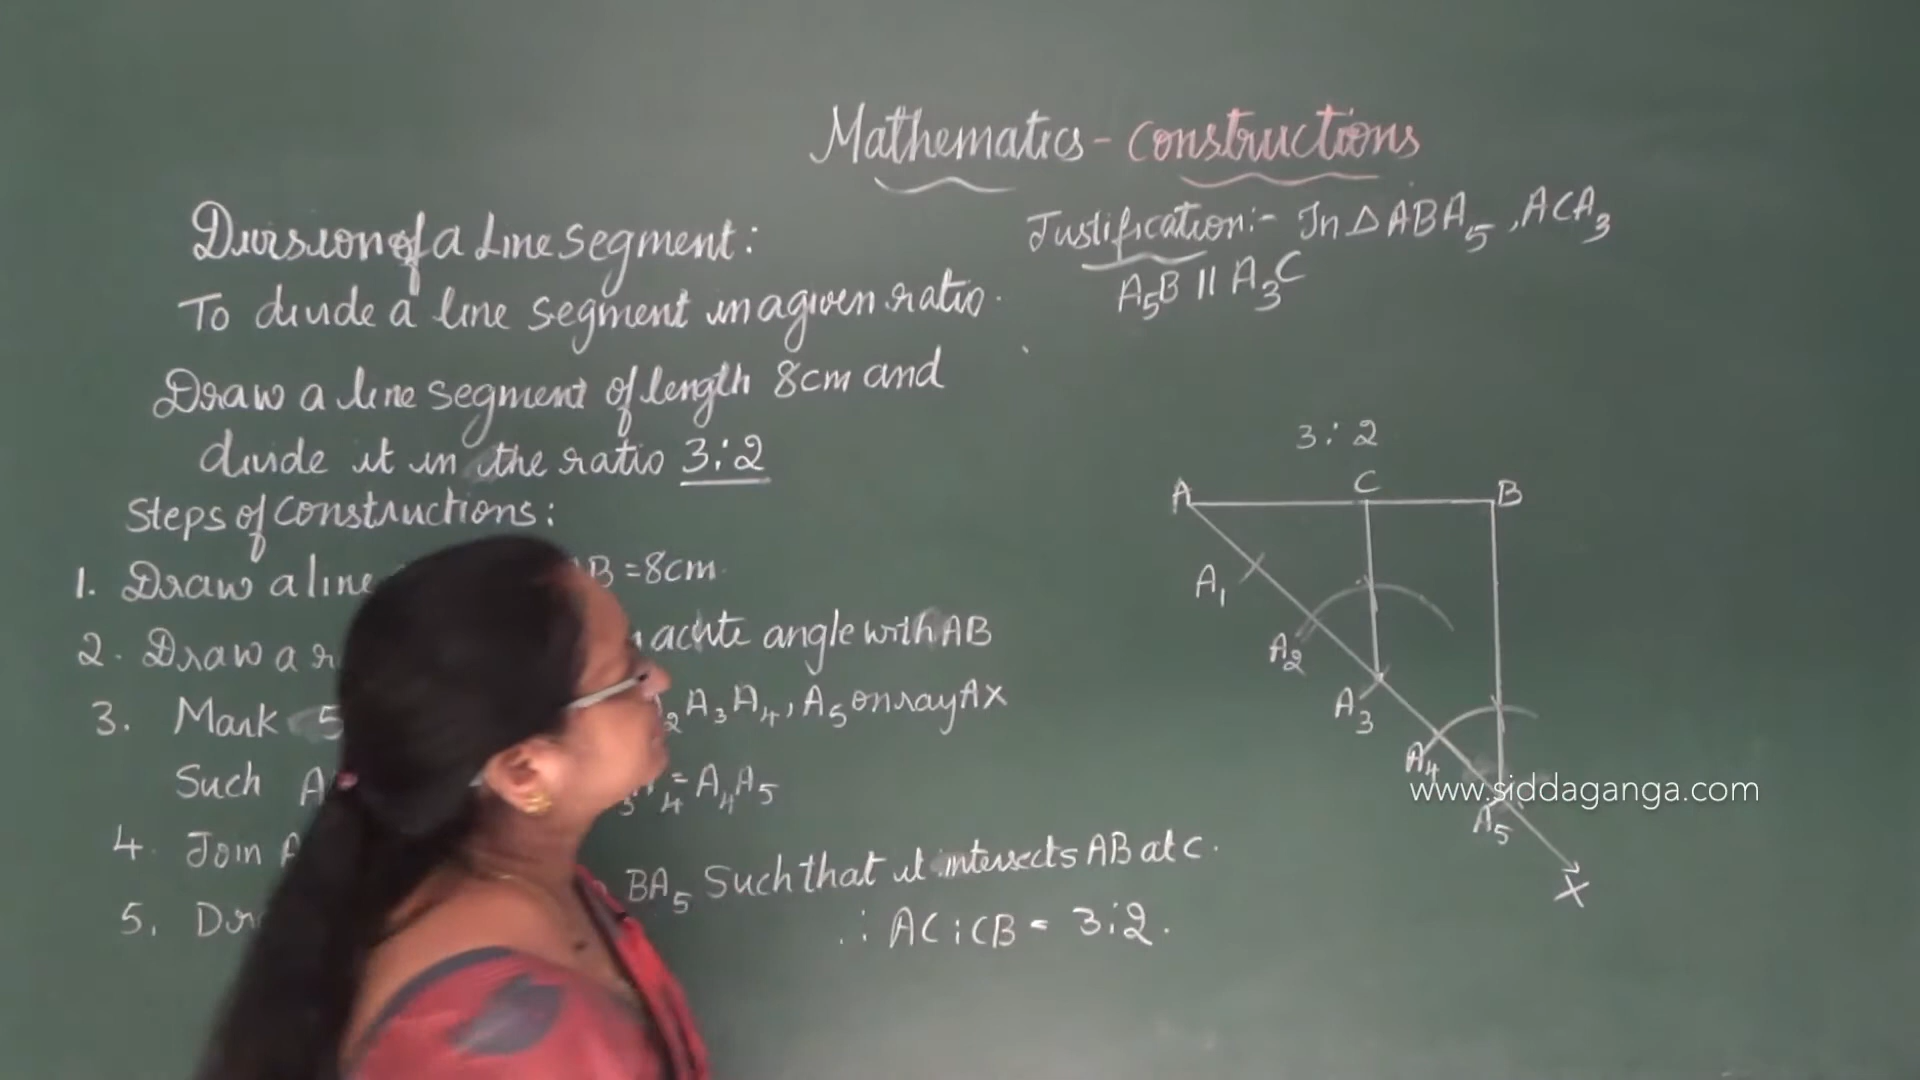 Mathematics - Constructions
Division of a Line Segment:
To divide a line segment in a given ratio.
Draw a line segment of length 8cm and
divide it in the ratio 3:2
Steps of Constructions:
1. Draw a line B = 8cm.
2. Draw a acute angle with AB
3. Mark 5 A₃ A₄, A₅ on ray AX
Such A = A₄A₅
4. Join A
5. BA₅ Such that it intersects AB at C.
∴ AC:CB = 3:2.
Justification:- In △ ABA₅, ACA₃
A₅B || A₃C
3:2
A C B
A₁
A₂
A₃
A₄
www.siddaganga.com
A₅
X